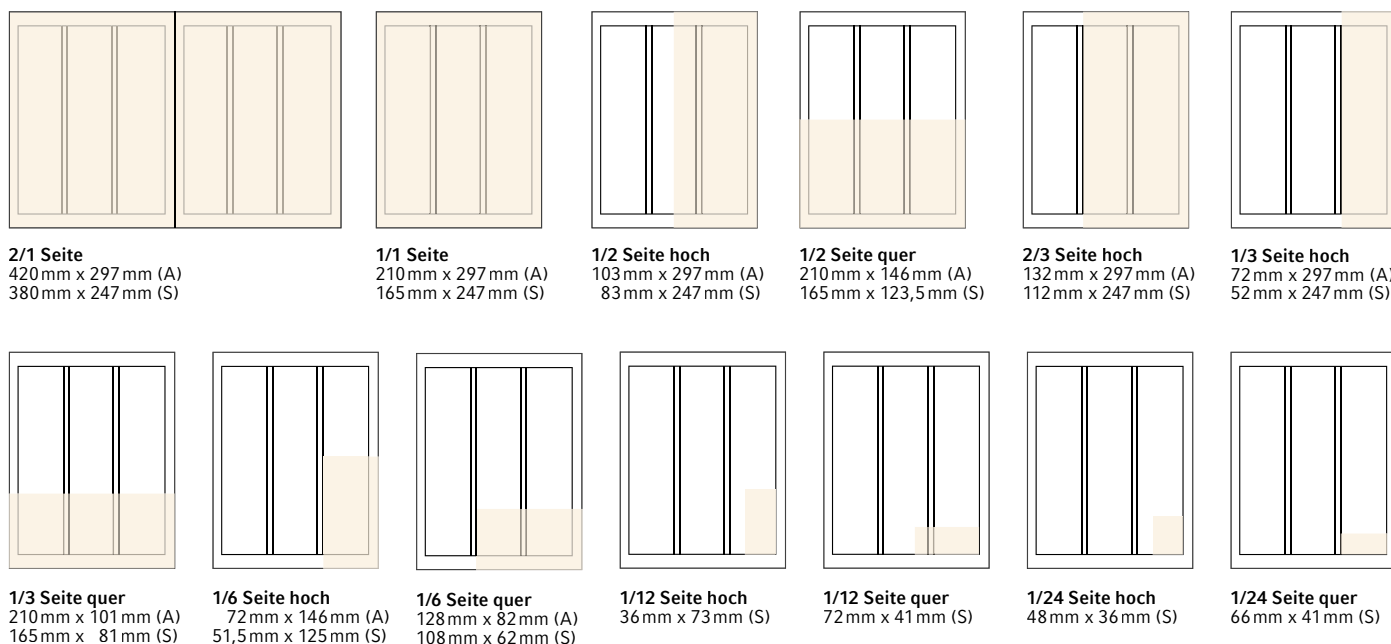 2/1 Seite
420 mm x 297 mm (A)
380 mm x 247 mm (S)
1/1 Seite
210 mm x 297 mm (A)
165 mm x 247 mm (S)
1/2 Seite hoch
103 mm x 297 mm (A)
83 mm x 247 mm (S)
1/2 Seite quer
210 mm x 146 mm (A)
165 mm x 123,5 mm (S)
2/3 Seite hoch
132 mm x 297 mm (A)
112 mm x 247 mm (S)
1/3 Seite hoch
72 mm x 297 mm (A)
52 mm x 247 mm (S)
1/3 Seite quer
210 mm x 101 mm (A)
165 mm x 81 mm (S)
1/6 Seite hoch
72 mm x 146 mm (A)
51,5 mm x 125 mm (S)
1/6 Seite quer
128 mm x 82 mm (A)
108 mm x 62 mm (S)
1/12 Seite hoch
36 mm x 73 mm (S)
1/12 Seite quer
72 mm x 41 mm (S)
1/24 Seite hoch
48 mm x 36 mm (S)
1/24 Seite quer
66 mm x 41 mm (S)